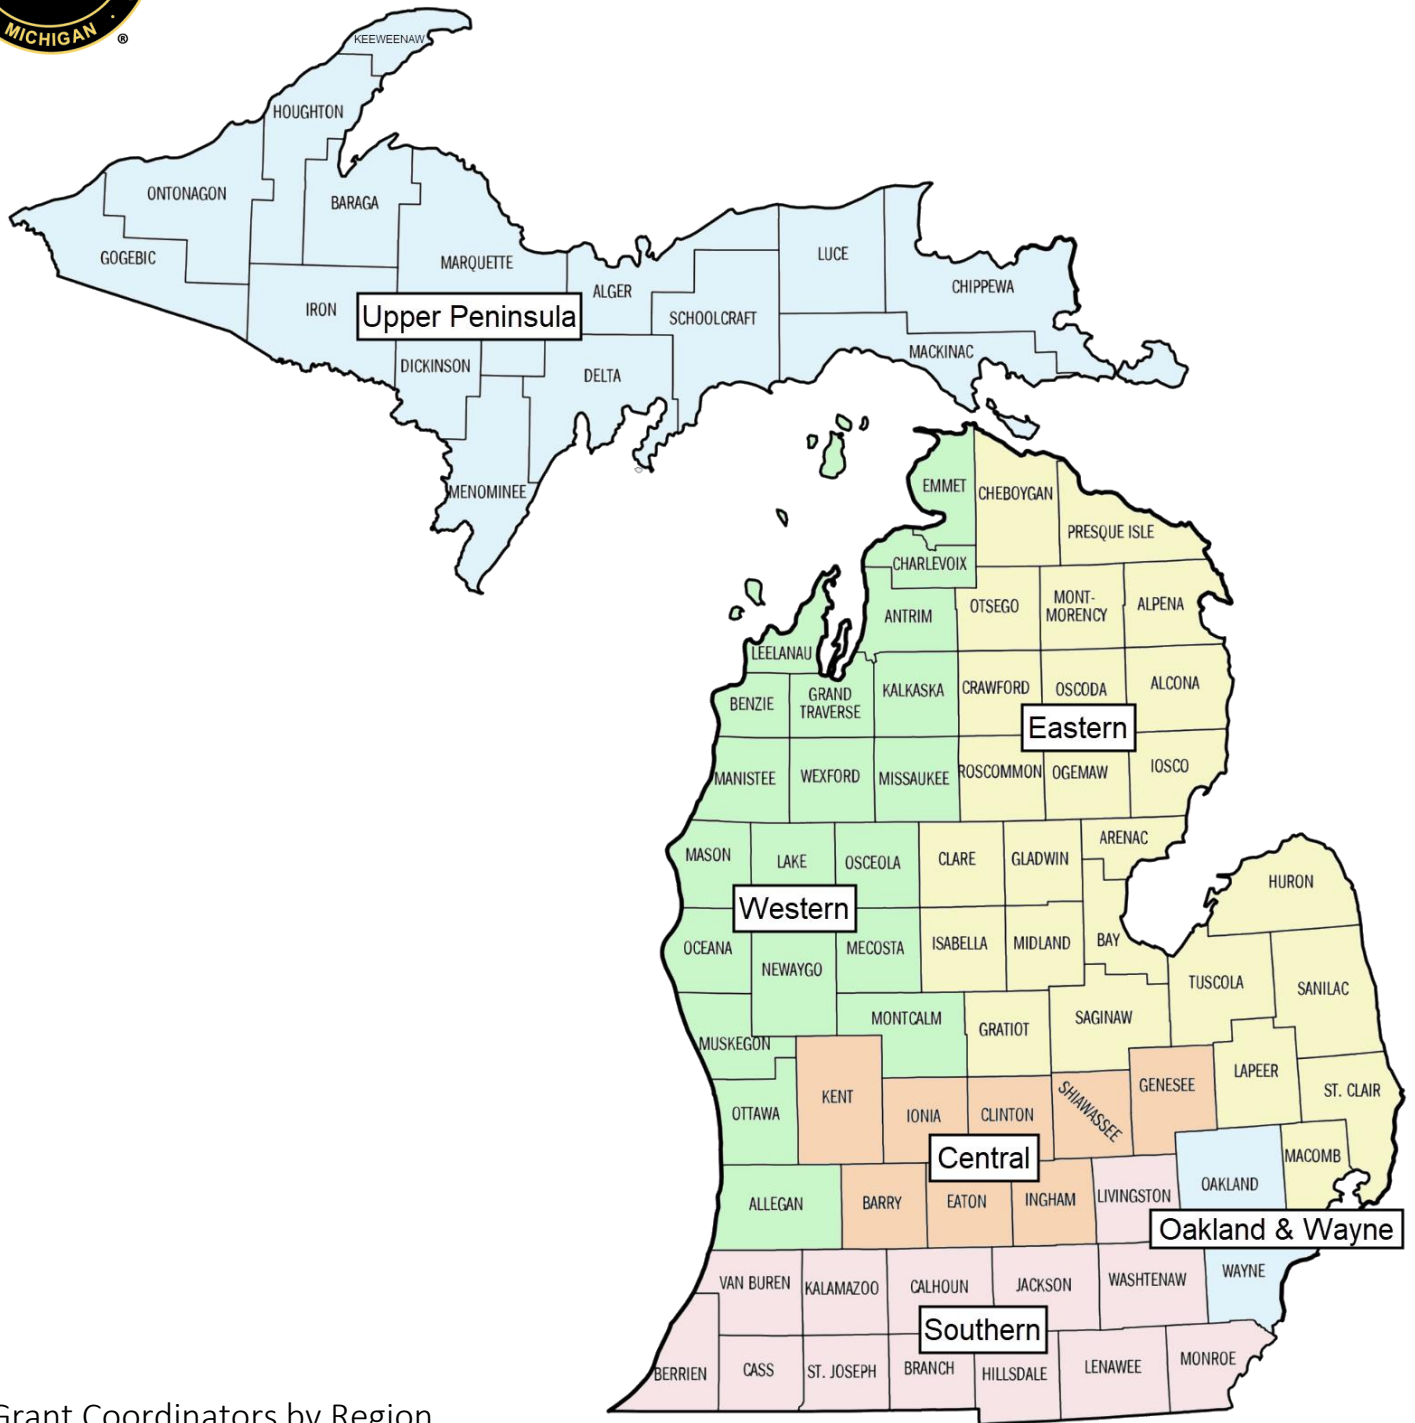 MICHIGAN ®
KEEWEENAW
HOUGHTON
ONTONAGON
BARAGA
GOGEBIC
MARQUETTE
LUCE
ALGER
CHIPPEWA
IRON
Upper Peninsula
SCHOOLCRAFT
MACKINAC
DICKINSON
DELTA
MENOMINEE
EMMET
CHEBOYGAN
PRESQUE ISLE
CHARLEVOIX
ANTRIM
OTSEGO
MONT-
MORENCY
ALPENA
LEELANAU
BENZIE
GRAND
TRAVERSE
KALKASKA
CRAWFORD
OSCODA
ALCONA
Eastern
MANISTEE
WEXFORD
MISSAUKEE
ROSCOMMON
OGEMAW
IOSCO
ARENAC
MASON
LAKE
OSCEOLA
CLARE
GLADWIN
HURON
Western
OCEANA
NEWAYGO
MECOSTA
ISABELLA
MIDLAND
BAY
TUSCOLA
SANILAC
MUSKEGON
MONTCALM
GRATIOT
SAGINAW
KENT
GENESEE
LAPEER
ST. CLAIR
OTTAWA
IONIA
CLINTON
SHIAWASSEE
Central
MACOMB
OAKLAND
ALLEGAN
BARRY
EATON
INGHAM
LIVINGSTON
Oakland & Wayne
VAN BUREN
KALAMAZOO
CALHOUN
JACKSON
WASHTENAW
WAYNE
Southern
BERRIEN
CASS
ST. JOSEPH
BRANCH
HILLSDALE
LENAWEE
MONROE
Grant Coordinators by Region